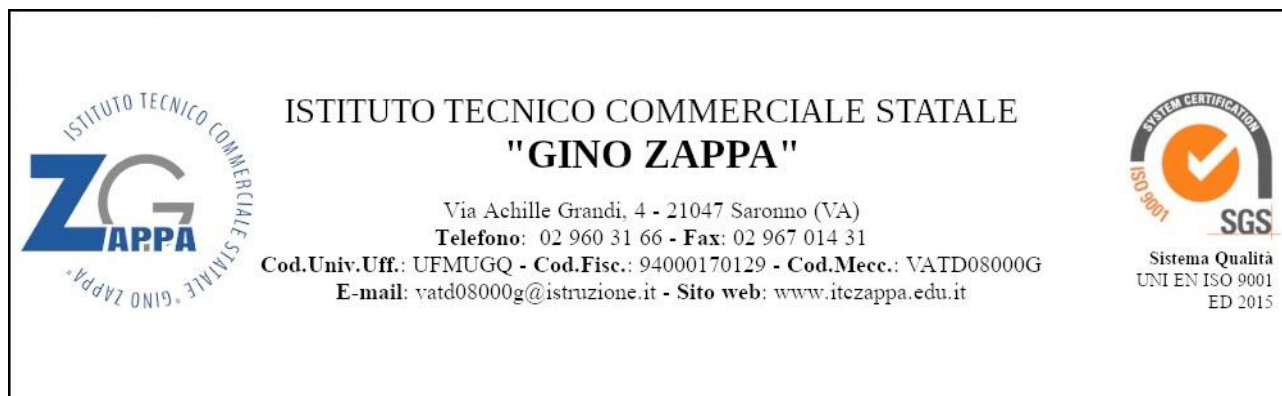 ISTITUTO TECNICO COMMERCIALE STATALE "GINO ZAPPA"
ZG
APPA
ISTITUTO TECNICO COMMERCIALE STATALE
"GINO ZAPPA"
Via Achille Grandi, 4 - 21047 Saronno (VA)
Telefono: 02 960 31 66 - Fax: 02 967 014 31
Cod.Univ.Uff.: UFMUGQ - Cod.Fisc.: 94000170129 - Cod.Mecc.: VATD08000G
E-mail: vatd08000g@istruzione.it - Sito web: www.itczappa.edu.it
SYSTEM CERTIFICATION
ISO 9001
SGS
Sistema Qualità
UNI EN ISO 9001
ED 2015